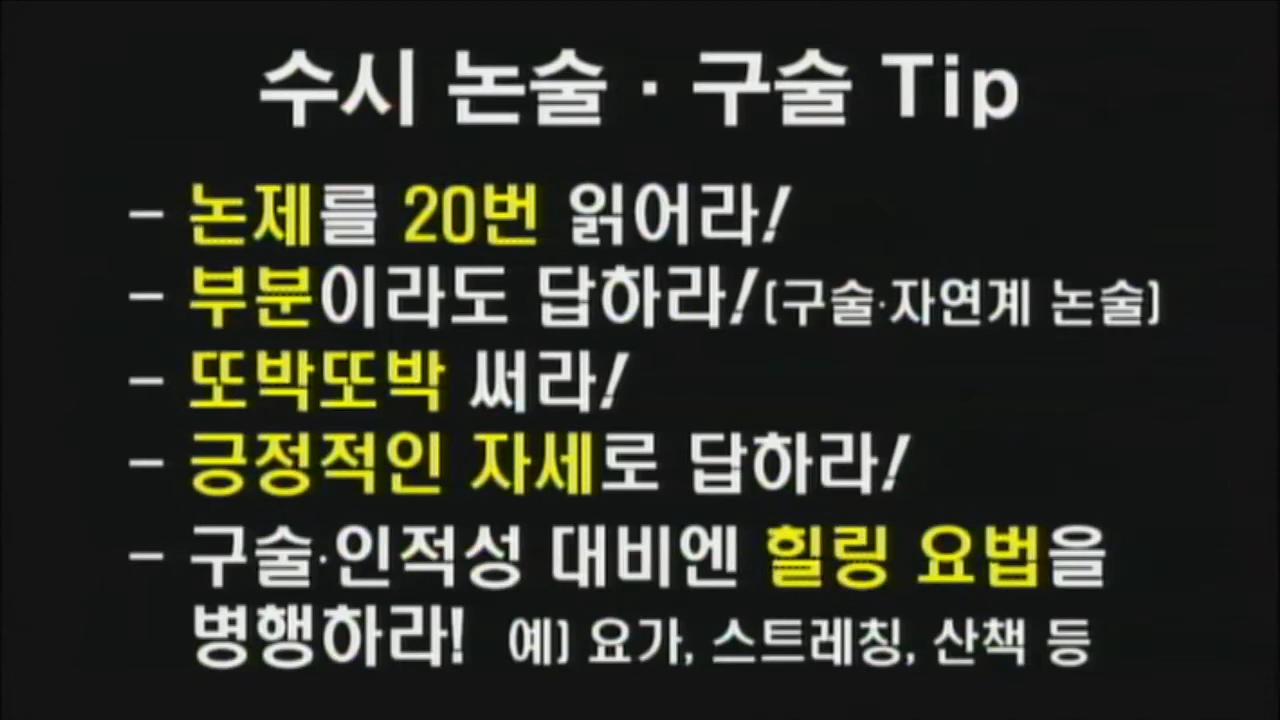 수시 논술 · 구술 Tip
- 논제를 20번 읽어라!
- 부분이라도 답하라! (구술·자연계 논술)
- 또박또박 써라!
- 긍정적인 자세로 답하라!
- 구술·인적성 대비엔 힐링 요법을
병행하라! 예) 요가, 스트레칭, 산책 등